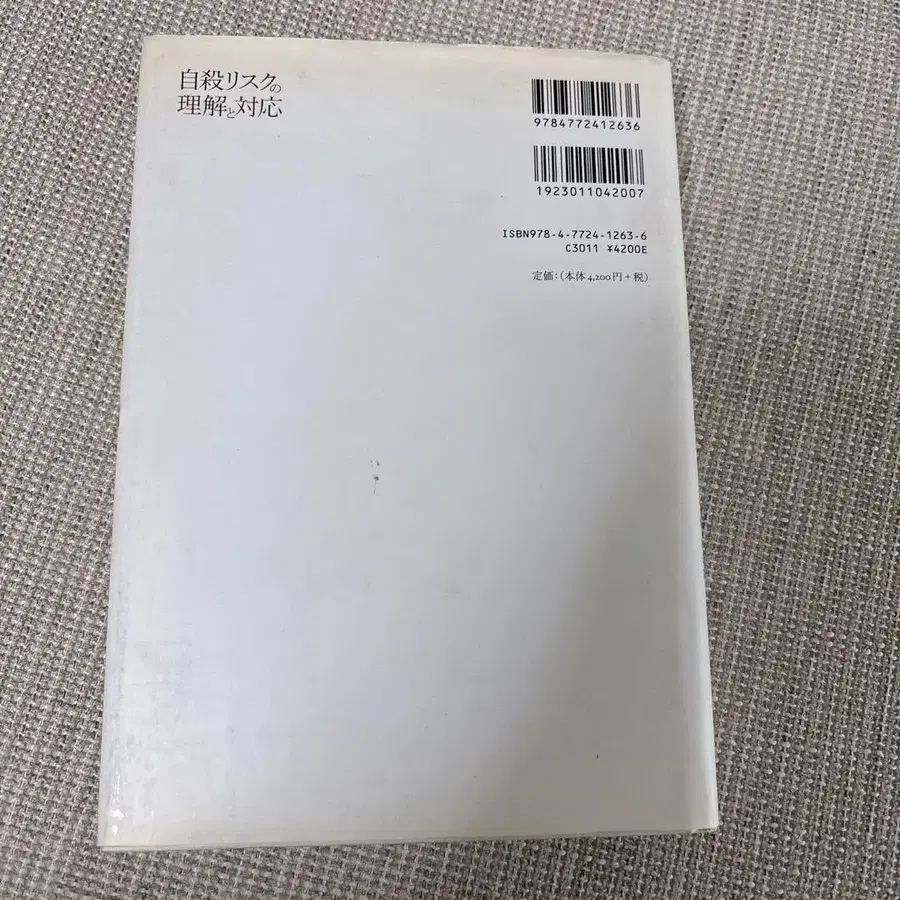 自殺リスクの
理解と対応
9784772412636
1923011042007
ISBN978-4-7724-1263-6
C3011 ¥4200E
定価:(本体4,200円+税)